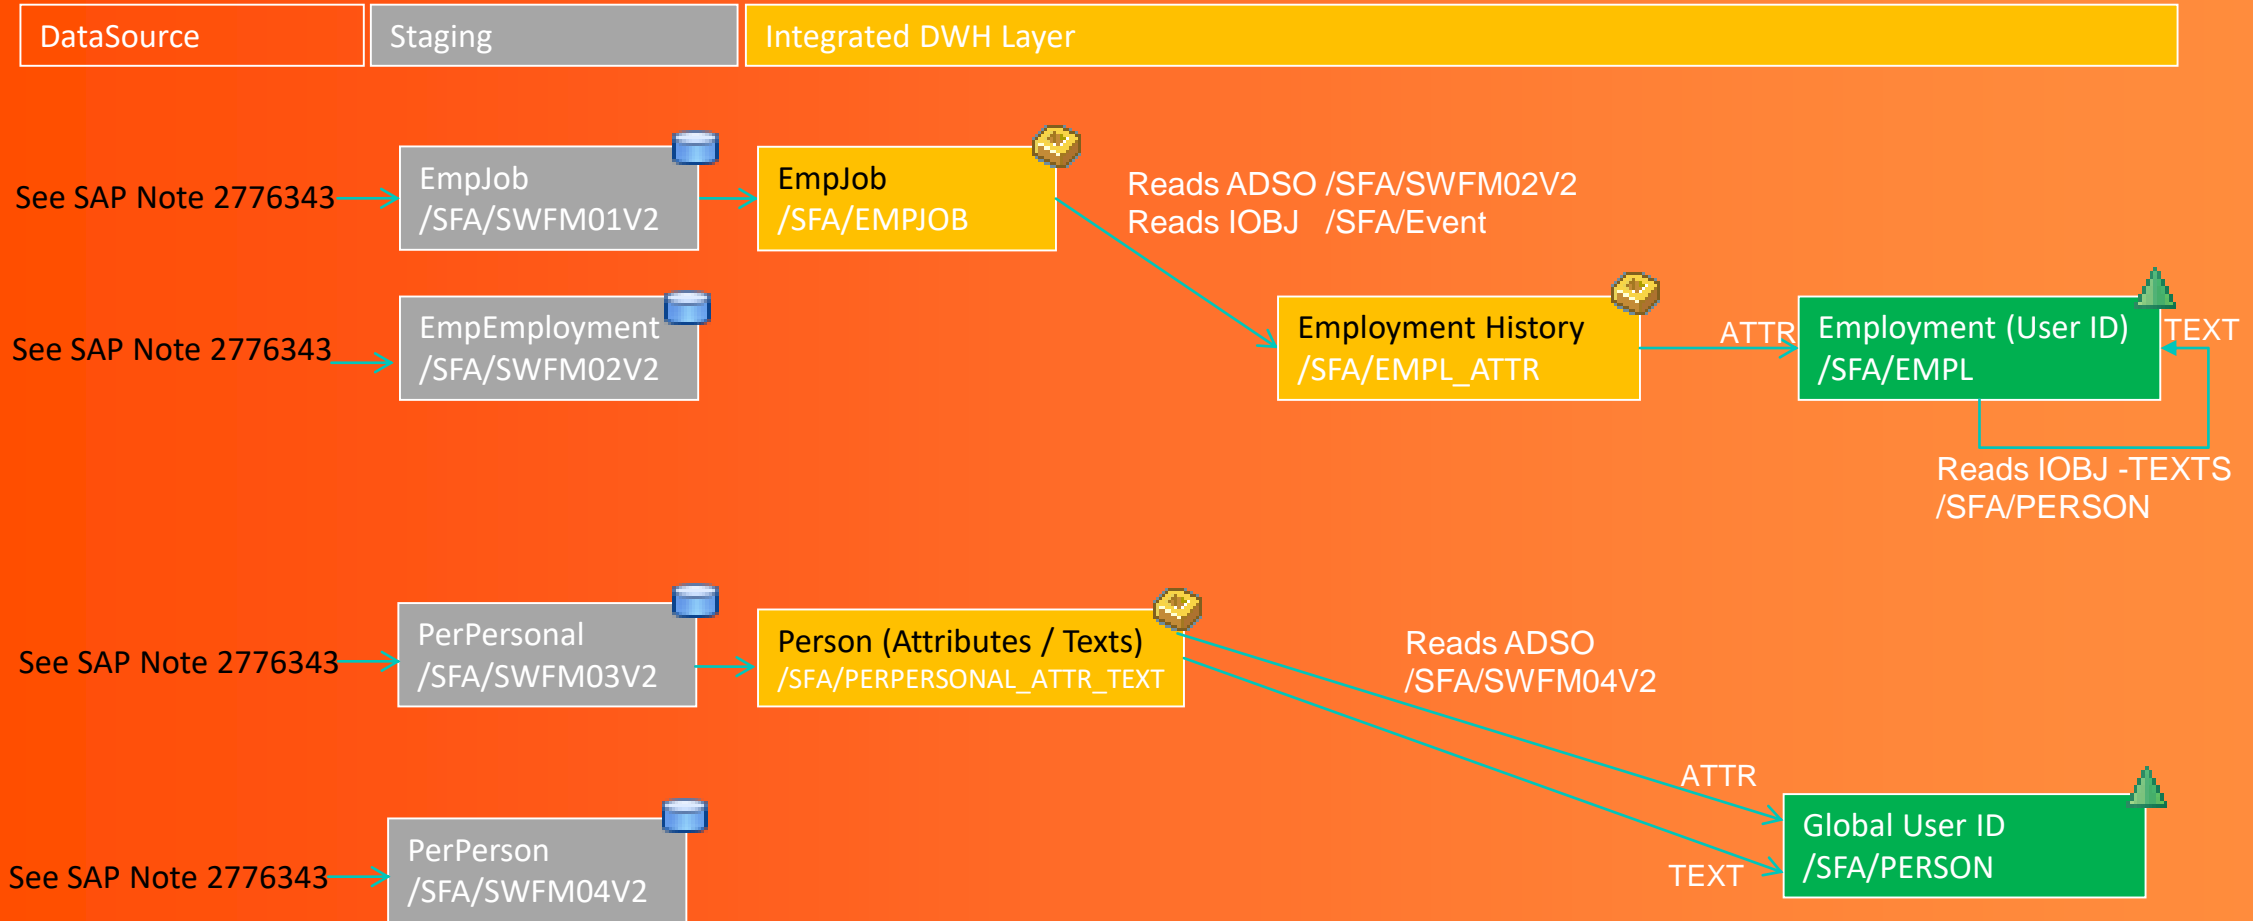 DataSource
Staging
Integrated DWH Layer
See SAP Note 2776343
EmpJob
/SFA/SWFM01V2
EmpJob
/SFA/EMPJOB
Reads ADSO /SFA/SWFM02V2
Reads IOBJ /SFA/Event
See SAP Note 2776343
EmpEmployment
/SFA/SWFM02V2
Employment History
/SFA/EMPL_ATTR
ATTR
Employment (User ID)
/SFA/EMPL
TEXT
Reads IOBJ -TEXTS
/SFA/PERSON
See SAP Note 2776343
PerPersonal
/SFA/SWFM03V2
Person (Attributes / Texts)
/SFA/PERPERSONAL_ATTR_TEXT
Reads ADSO
/SFA/SWFM04V2
ATTR
TEXT
Global User ID
/SFA/PERSON
See SAP Note 2776343
PerPerson
/SFA/SWFM04V2